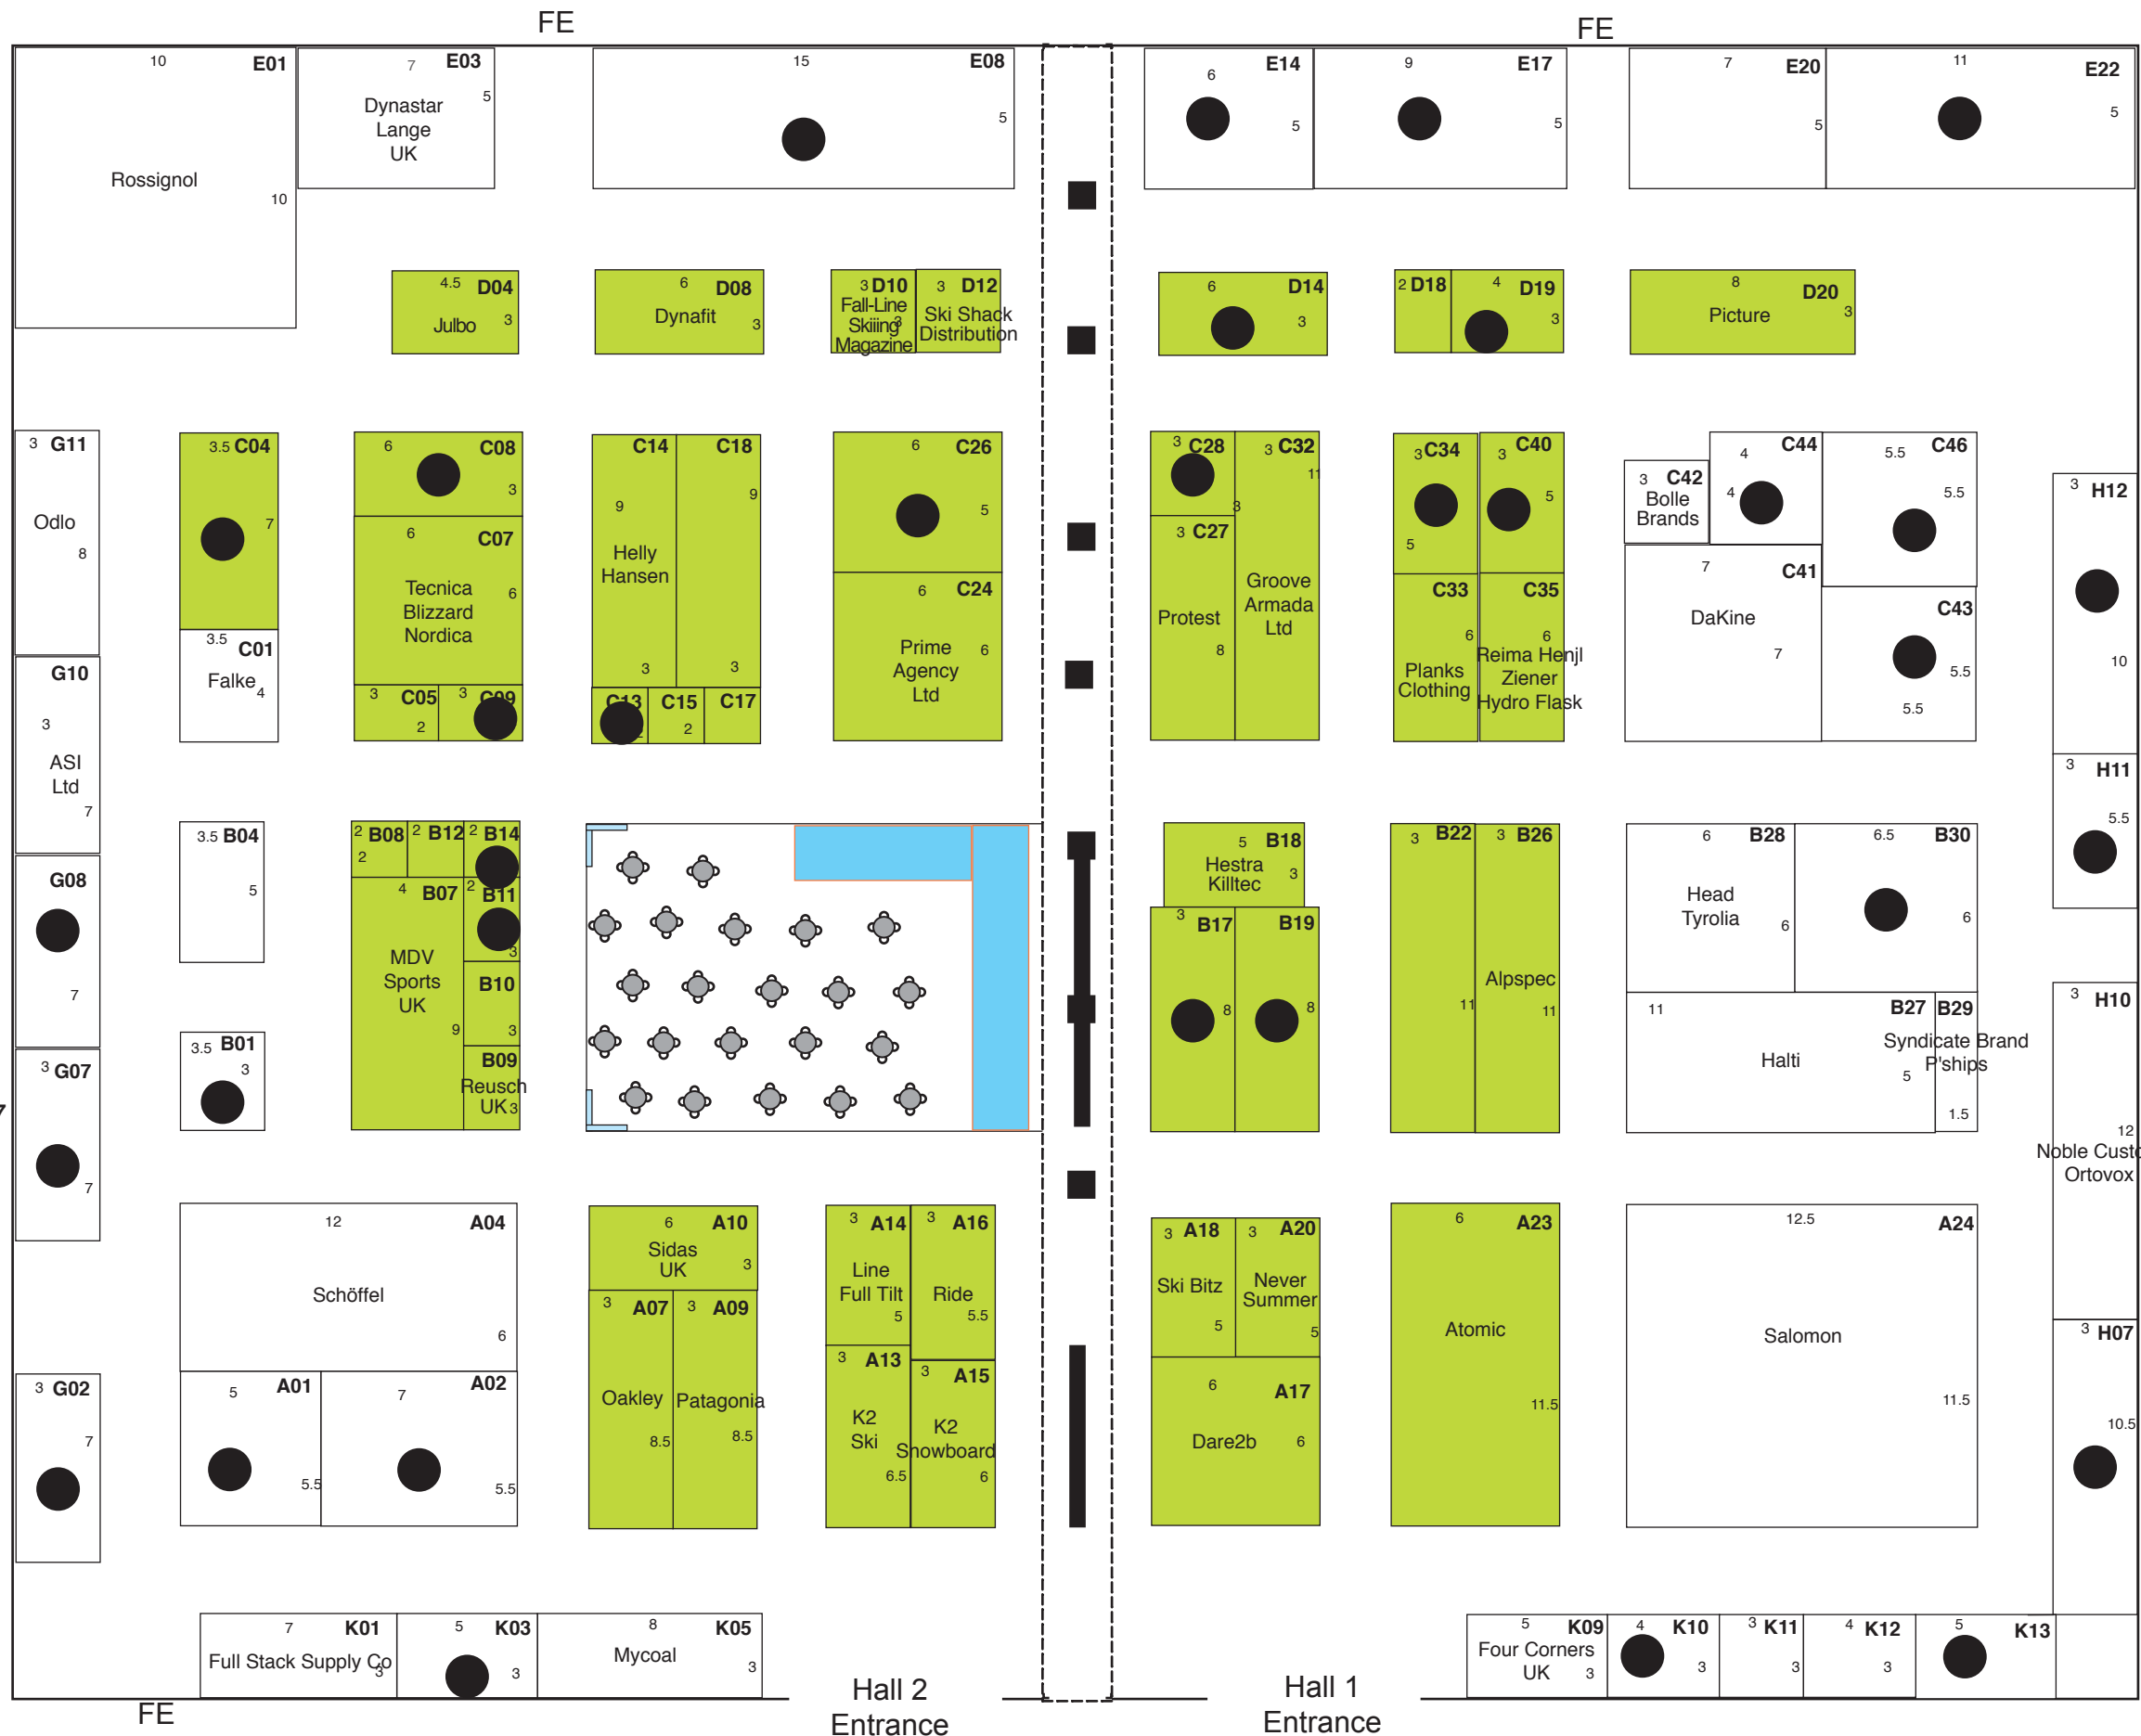 FE
FE
10 E01
Rossignol
10
7 E03
5
Dynastar
Lange
UK
15 E08
5
6 E14
5
9 E17
5
7 E20
5
11 E22
5
4.5 D04
Julbo 3
6 D08
Dynafit
3
3 D10
Fall-Line
Skiing
3
Magazine
3 D12
Ski Shack
Distribution
6 D14
3
2 D18
4 D19
3
8 D20
Picture
3
3 G11
Odlo
8
3.5 C04
7
3.5 C01
Falke
4
6 C08
3
6 C07
Tecnica
Blizzard
Nordica
6
3 C05
2
3 C09
C14
9
Helly
Hansen
3
C18
9
3
C13
C15
2
C17
6 C26
5
6 C24
Prime
Agency
Ltd
6
3 C28
3
3 C27
Protest
8
3 C32
11
Groove
Armada
Ltd
3 C34
5
C33
6
Planks
Clothing
3 C40
5
C35
6
Reima Henjl
Ziener
Hydro Flask
3 C42
Bolle
Brands
4 C44
4
5.5 C46
5.5
7 C41
DaKine
7
C43
5.5
5.5
3 H12
10
3 H11
5.5
G10
3
ASI
Ltd
7
G08
7
3 G07
7
7
3.5 B04
5
3.5 B01
3
2 B08
2
2 B12
2 B14
4 B07
MDV
Sports
UK
9
2 B11
3
B10
3
B09
Reusch
UK 3
5 B18
Hestra
Killtec 3
3 B17
8
B19
8
3 B22
11
3 B26
Alpspec
11
6 B28
Head
Tyrolia
6
6.5 B30
6
11 B27
Halti
5
B29
Syndicate Brand
P'ships
1.5
3 H10
12
Noble Custo
Ortovox
3 H07
10.5
12 A04
Schöffel
6
5 A01
5.5
7 A02
5.5
3 G02
7
6 A10
Sidas
UK 3
3 A07
Oakley
8.5
3 A09
Patagonia
8.5
3 A14
Line
Full Tilt
5
3 A16
Ride
5.5
3 A13
K2
Ski
6.5
3 A15
K2
Snowboard
6
3 A18
Ski Bitz
5
3 A20
Never
Summer
5
6 A17
Dare2b 6
6 A23
Atomic
11.5
12.5 A24
Salomon
11.5
7 K01
Full Stack Supply Co
3
5 K03
3
8 K05
Mycoal
3
5 K09
Four Corners
UK 3
4 K10
3
3 K11
3
4 K12
3
5 K13
FE
Hall 2
Entrance
Hall 1
Entrance